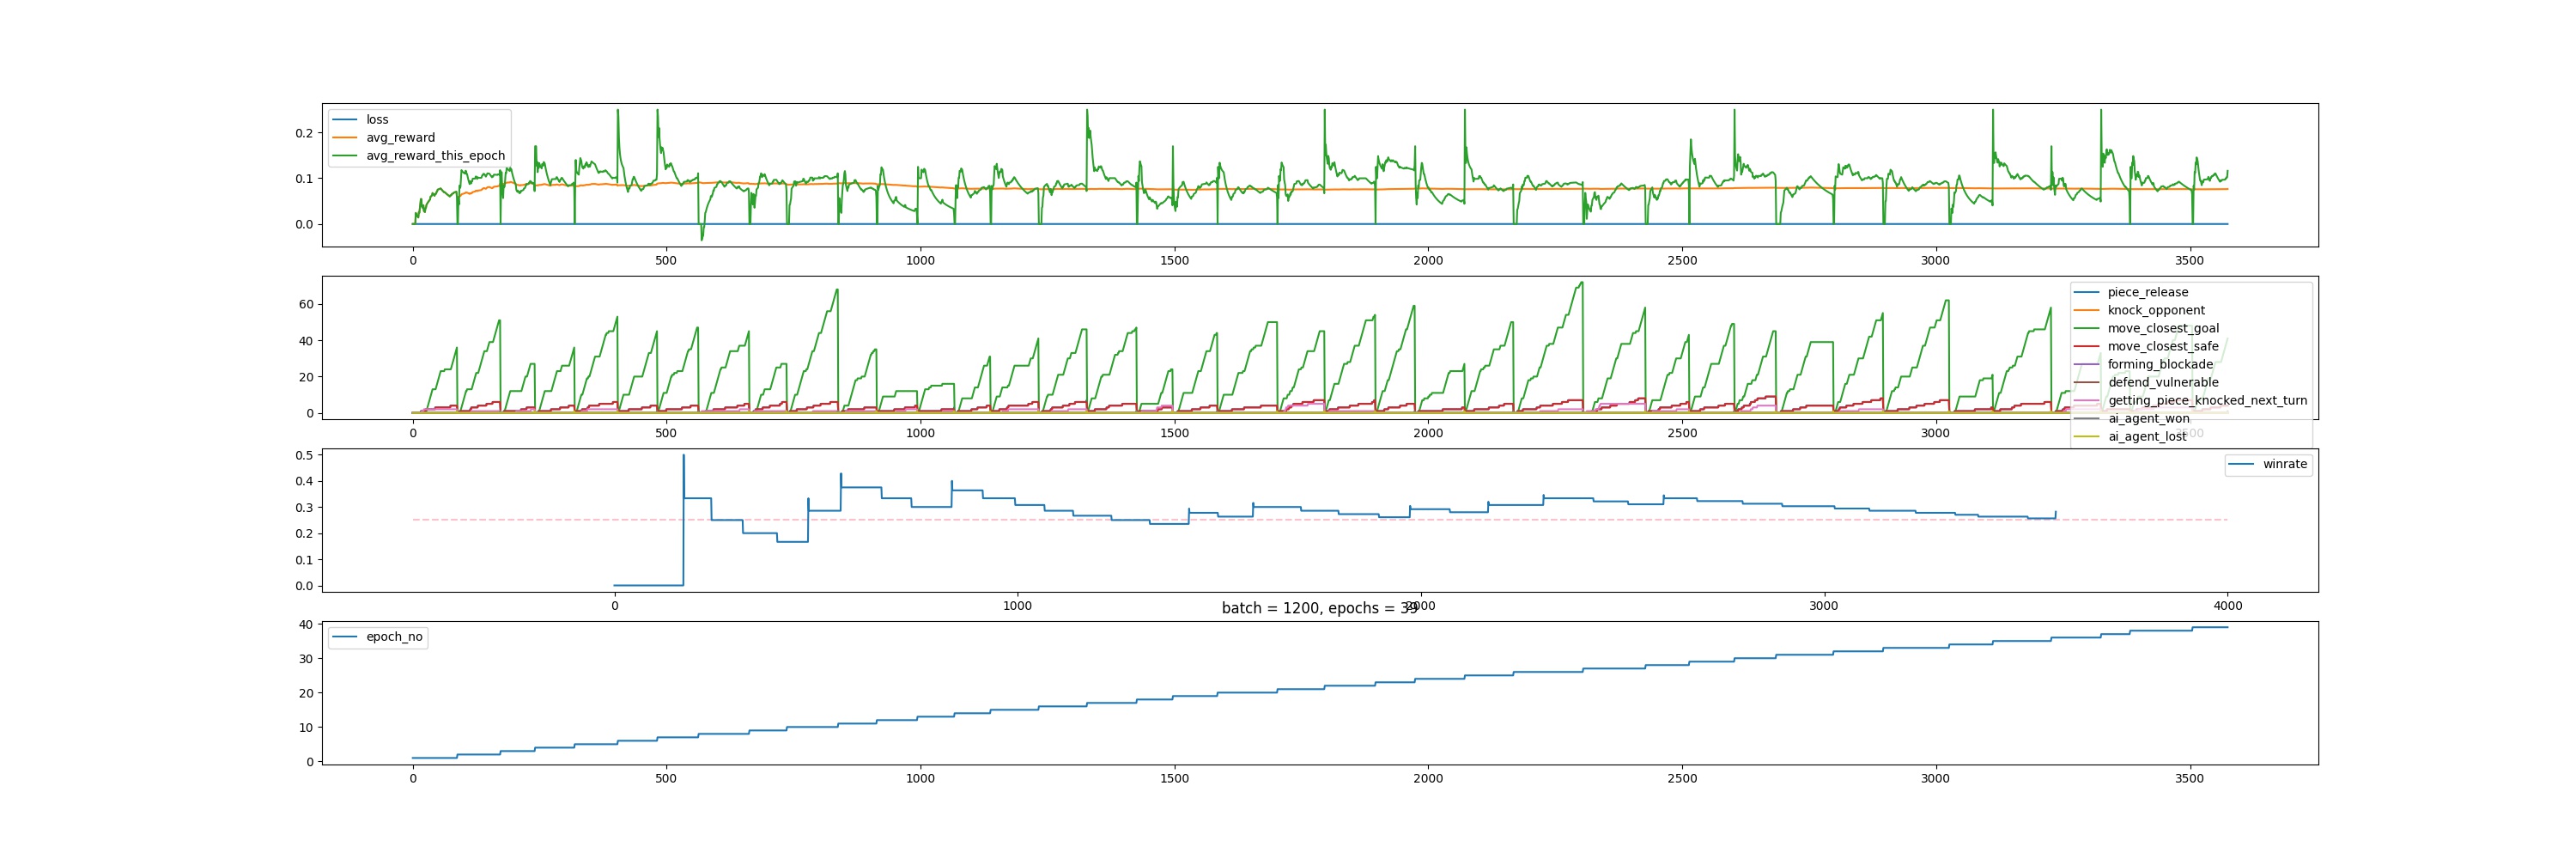 loss
avg_reward
avg_reward_this_epoch
0.2
0.1
0.0
0 500 1000 1500 2000 2500 3000 3500
piece_release
knock_opponent
move_closest_goal
move_closest_safe
forming_blockade
defend_vulnerable
getting_piece_knocked_next_turn
ai_agent_won
ai_agent_lost
60
40
20
0
0 500 1000 1500 2000 2500 3000 3500
winrate
0.5
0.4
0.3
0.2
0.1
0.0
0 1000 2000 3000 4000
batch = 1200, epochs = 39
epoch_no
40
30
20
10
0
0 500 1000 1500 2000 2500 3000 3500